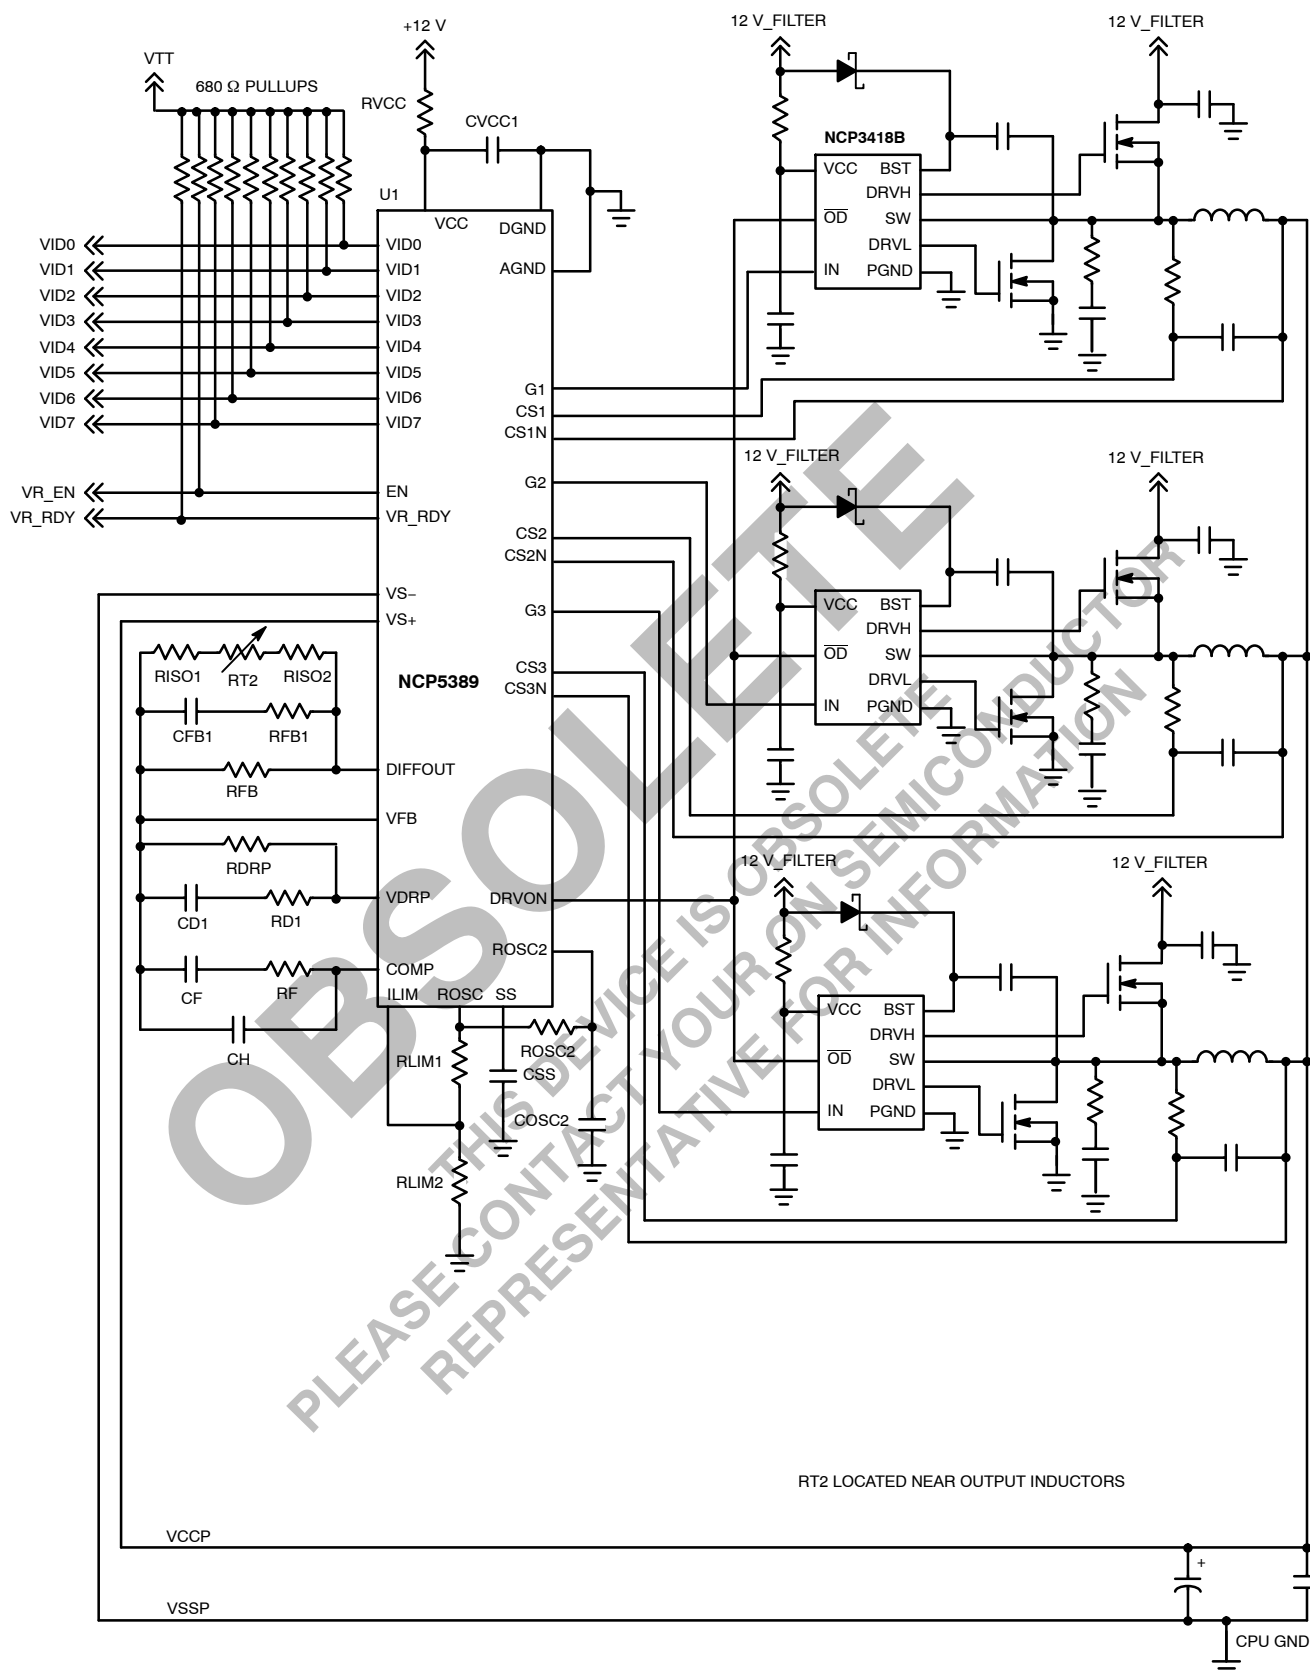 +12 V
12 V_FILTER
12 V_FILTER
VTT
680 Ω PULLUPS
RVCC
CVCC1
NCP3418B
U1
VCC
DGND
AGND
VCC
BST
DRVH
OD
SW
DRVL
IN
PGND
VID0
VID0
VID1
VID1
VID2
VID2
VID3
VID3
VID4
VID4
VID5
VID5
VID6
VID6
VID7
VID7
G1
CS1
CS1N
12 V_FILTER
12 V_FILTER
VR_EN
EN
VR_RDY
VR_RDY
G2
CS2
CS2N
VS−
VS+
G3
CS3
CS3N
VCC
BST
DRVH
OD
SW
DRVL
IN
PGND
RISO1
RT2
RISO2
NCP5389
CFB1
RFB1
DIFFOUT
RFB
VFB
RDRP
VDRP
CD1
RD1
DRVON
12 V_FILTER
12 V_FILTER
ROSC2
COMP
CF
RF
ILIM
ROSC
SS
CH
RLIM1
ROSC2
CSS
COSC2
RLIM2
VCC
BST
DRVH
OD
SW
DRVL
IN
PGND
OBSOLETE
THIS DEVICE IS OBSOLETE
PLEASE CONTACT YOUR ON SEMICONDUCTOR
REPRESENTATIVE FOR INFORMATION
RT2 LOCATED NEAR OUTPUT INDUCTORS
VCCP
+
VSSP
CPU GND